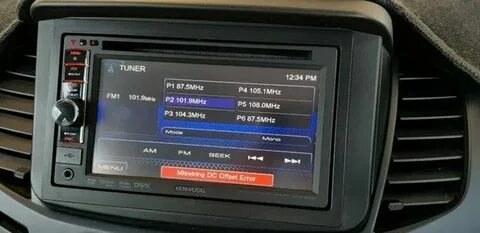 TUNER
12:34 PM
P1 87.5MHz
P4 105.1MHz
FM1
101.9MHz
P2 101.9MHz
P5 108.0MHz
P3 104.3MHz
P6 87.5MHz
Mode
Mono
AM
FM
SEEK
MENU
Miswiring DC Offset Error
KENWOOD